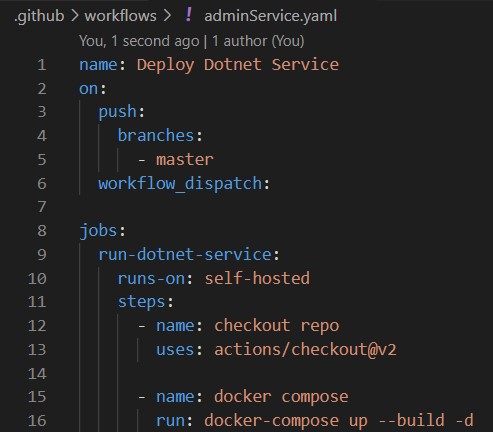 .github > workflows > ! adminService.yaml
You, 1 second ago | 1 author (You)
1 name: Deploy Dotnet Service
2 on:
3   push:
4     branches:
5       - master
6   workflow_dispatch:
7
8 jobs:
9   run-dotnet-service:
10     runs-on: self-hosted
11     steps:
12       - name: checkout repo
13         uses: actions/checkout@v2
14
15       - name: docker compose
16         run: docker-compose up --build -d